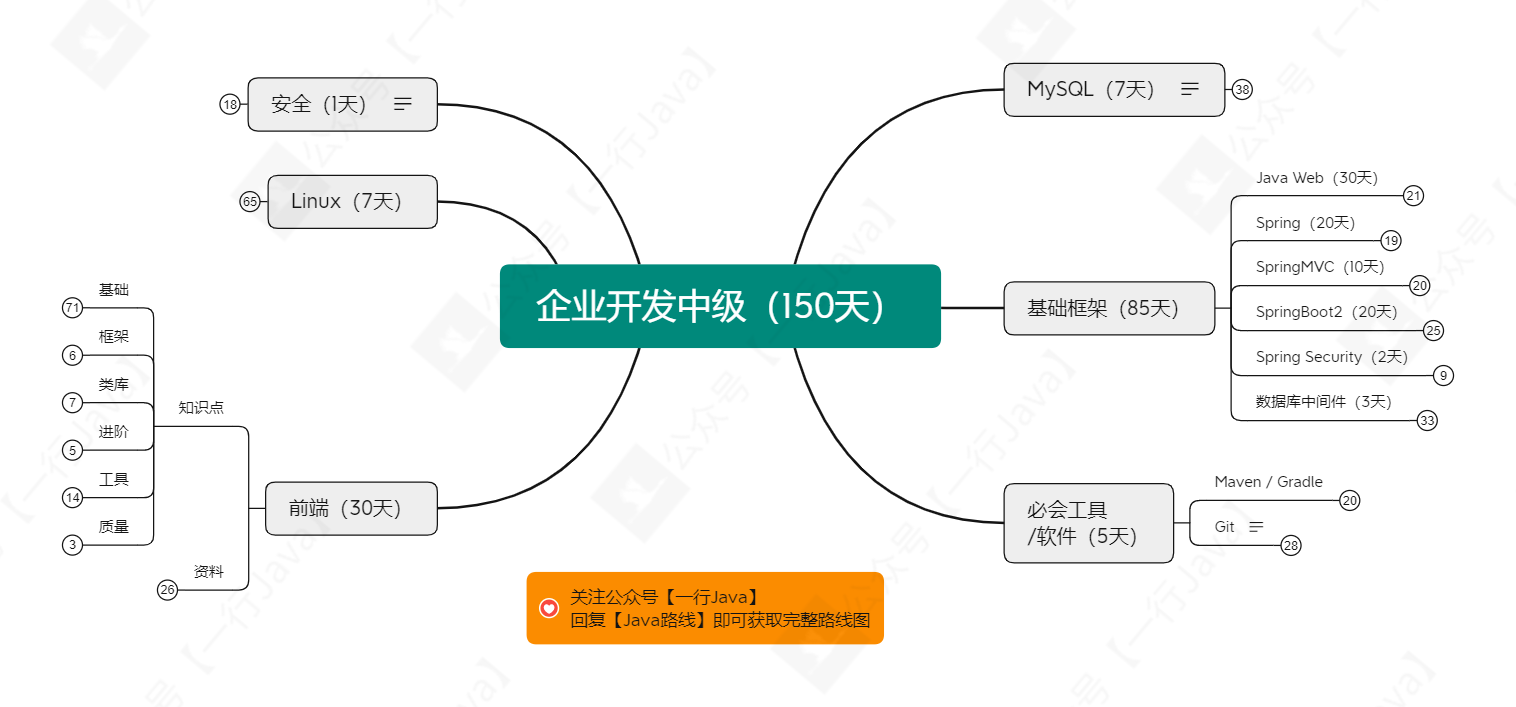 企业开发中级（150天）
MySQL（7天）
38
基础框架（85天）
Java Web（30天）
21
Spring（20天）
19
SpringMVC（10天）
20
SpringBoot2（20天）
25
Spring Security（2天）
9
数据库中间件（3天）
33
必会工具
/软件（5天）
Maven / Gradle
20
Git
28
安全（1天）
18
Linux（7天）
65
前端（30天）
知识点
基础
71
框架
6
类库
7
进阶
5
工具
14
质量
3
资料
26
关注公众号【一行Java】
回复【Java路线】即可获取完整路线图
公众号【一行Java】